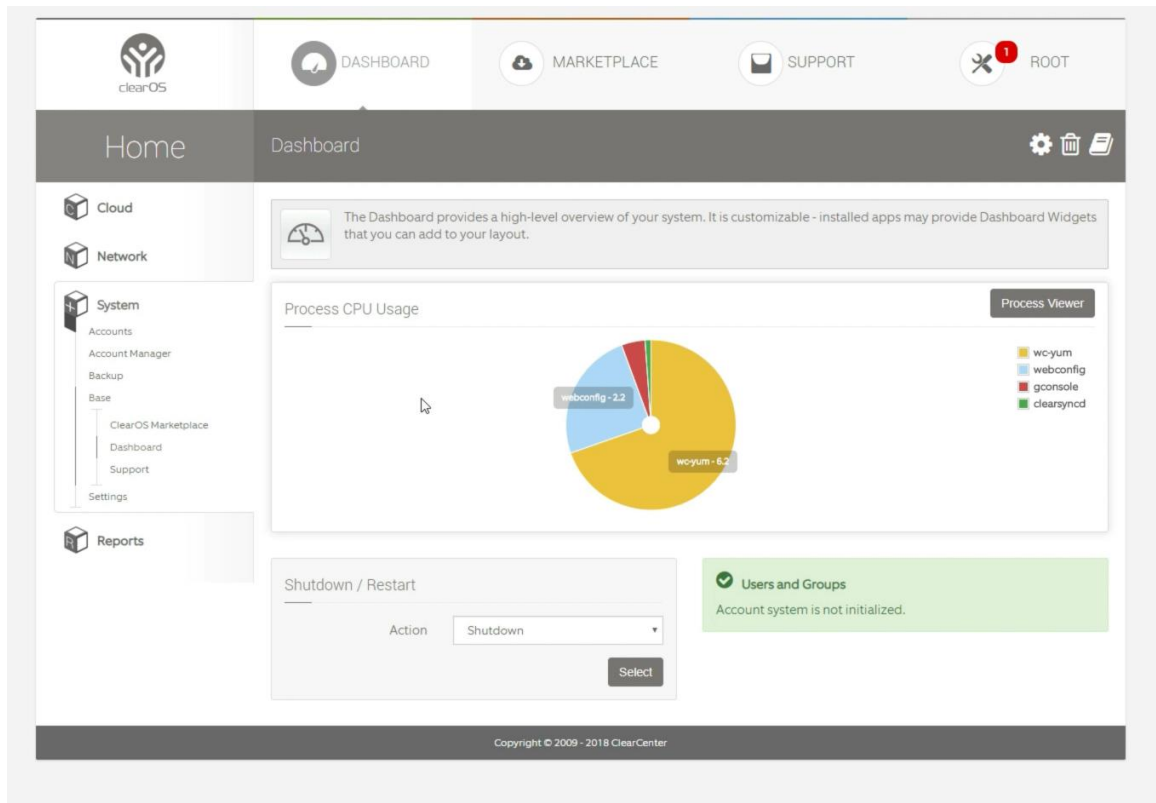 clearOS
DASHBOARD
MARKETPLACE
SUPPORT
1
ROOT
Home
Dashboard
Cloud
Network
System
Accounts
Account Manager
Backup
Base
ClearOS Marketplace
Dashboard
Support
Settings
Reports
The Dashboard provides a high-level overview of your system. It is customizable - installed apps may provide Dashboard Widgets
that you can add to your layout.
Process CPU Usage
Process Viewer
webconfig - 2.2
wc-yum - 6.2
wc-yum
webconfig
gconsole
clearsyncd
Shutdown / Restart
Action
Shutdown
Select
Users and Groups
Account system is not initialized.
Copyright © 2009 - 2018 ClearCenter